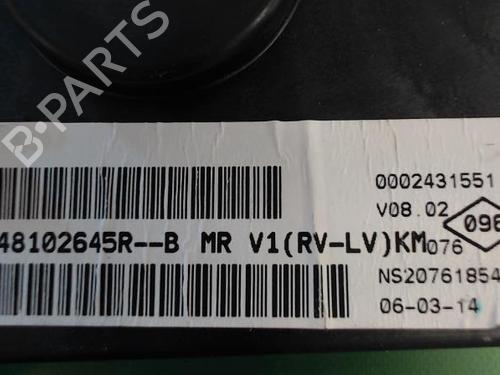 B-PARTS
0002431551
V08.02
096
48102645R--B MR V1(RV-LV)KM
076
NS20761854
06-03-14